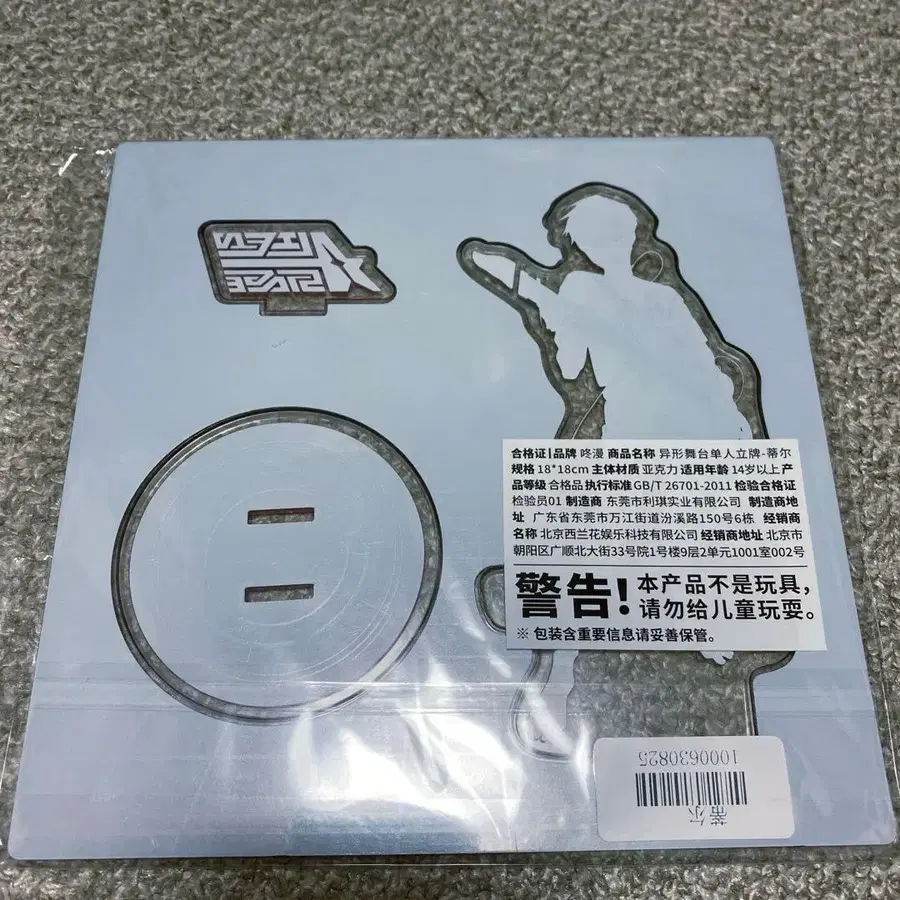 ALIEN
STAGE
合格证|品牌 咚漫 商品名称 异形舞台单人立牌-蒂尔
规格 18*18cm 主体材质 亚克力 适用年龄 14岁以上 产
品等级 合格品 执行标准 GB/T 26701-2011 检验合格证
检验员01 制造商 东莞市利琪实业有限公司 制造商地
址 广东省东莞市万江街道汾溪路150号6栋 经销商
名称 北京西兰花娱乐科技有限公司 经销商地址 北京市
朝阳区广顺北大街33号院1号楼9层2单元1001室002号
警告! 本产品不是玩具,
请勿给儿童玩耍。
※ 包装含重要信息请妥善保管。
蒂尔
1000630825